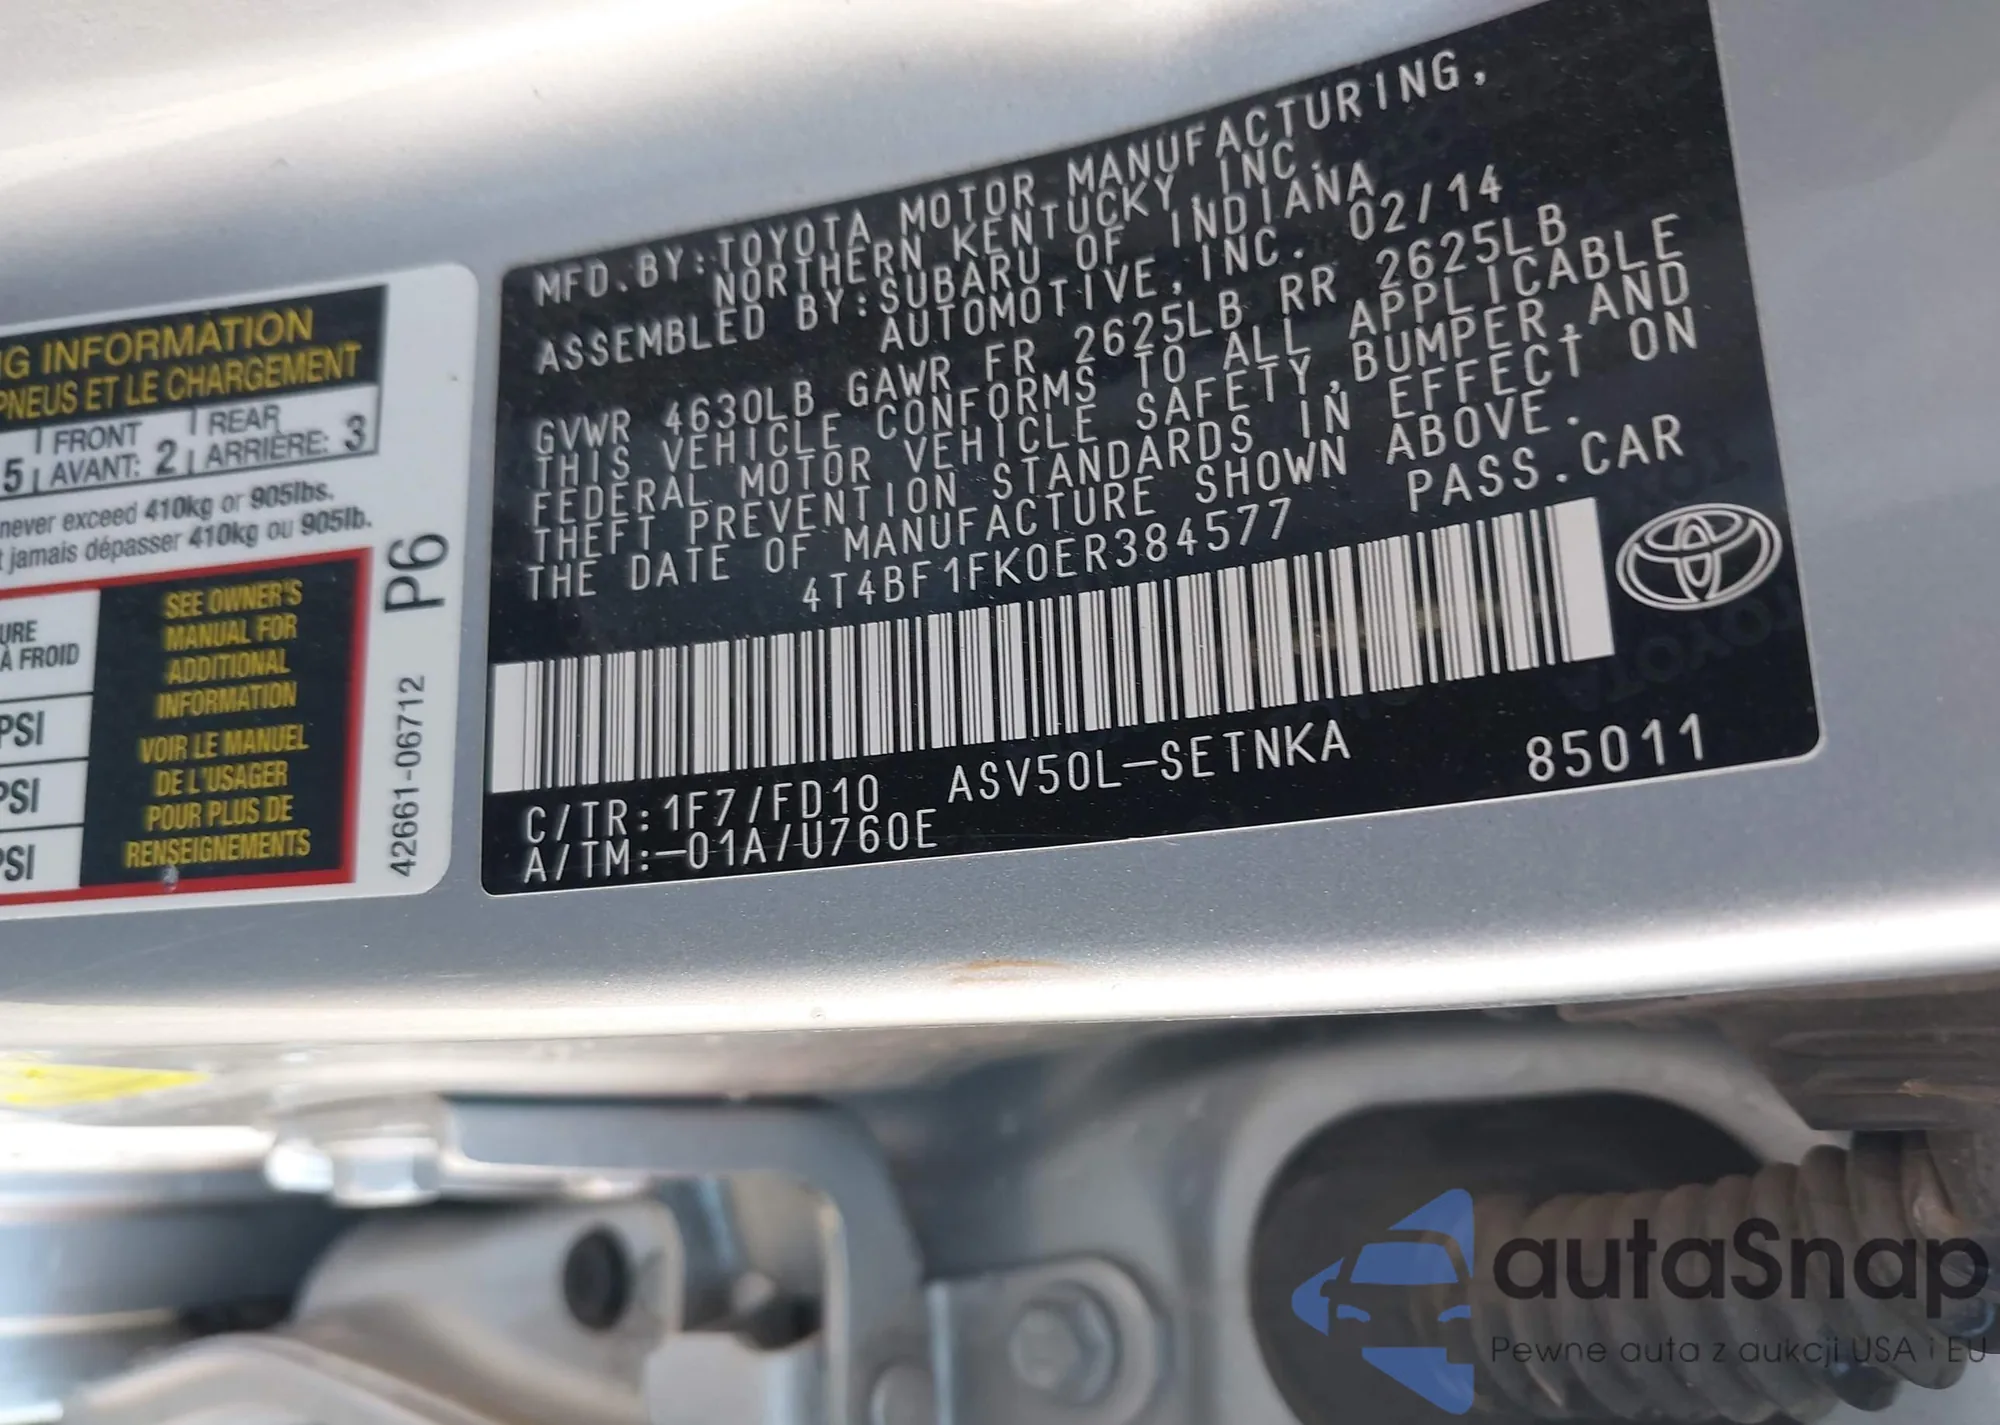 NG INFORMATION
PNEUS ET LE CHARGEMENT
FRONT REAR
5 AVANT: 2 ARRIÈRE: 3
never exceed 410kg or 905lbs.
t jamais dépasser 410kg ou 905lb.
URE
À FROID
PSI
PSI
PSI
SEE OWNER'S
MANUAL FOR
ADDITIONAL
INFORMATION
VOIR LE MANUEL
DE L'USAGER
POUR PLUS DE
RENSEIGNEMENTS
P6
42661-06712
MFD.BY:TOYOTA MOTOR MANUFACTURING,
NORTHERN KENTUCKY,INC.
ASSEMBLED BY:SUBARU OF INDIANA
AUTOMOTIVE,INC. 02/14
GVWR 4630LB GAWR FR 2625LB RR 2625LB
THIS VEHICLE CONFORMS TO ALL APPLICABLE
FEDERAL MOTOR VEHICLE SAFETY,BUMPER,AND
THEFT PREVENTION STANDARDS IN EFFECT ON
THE DATE OF MANUFACTURE SHOWN ABOVE.
4T4BF1FK0ER384577 PASS.CAR
C/TR:1F7/FD10 ASV50L-SETNKA 85011
A/TM:-01A/U760E
autaSnap
Pewne auta z aukcji USA i EU